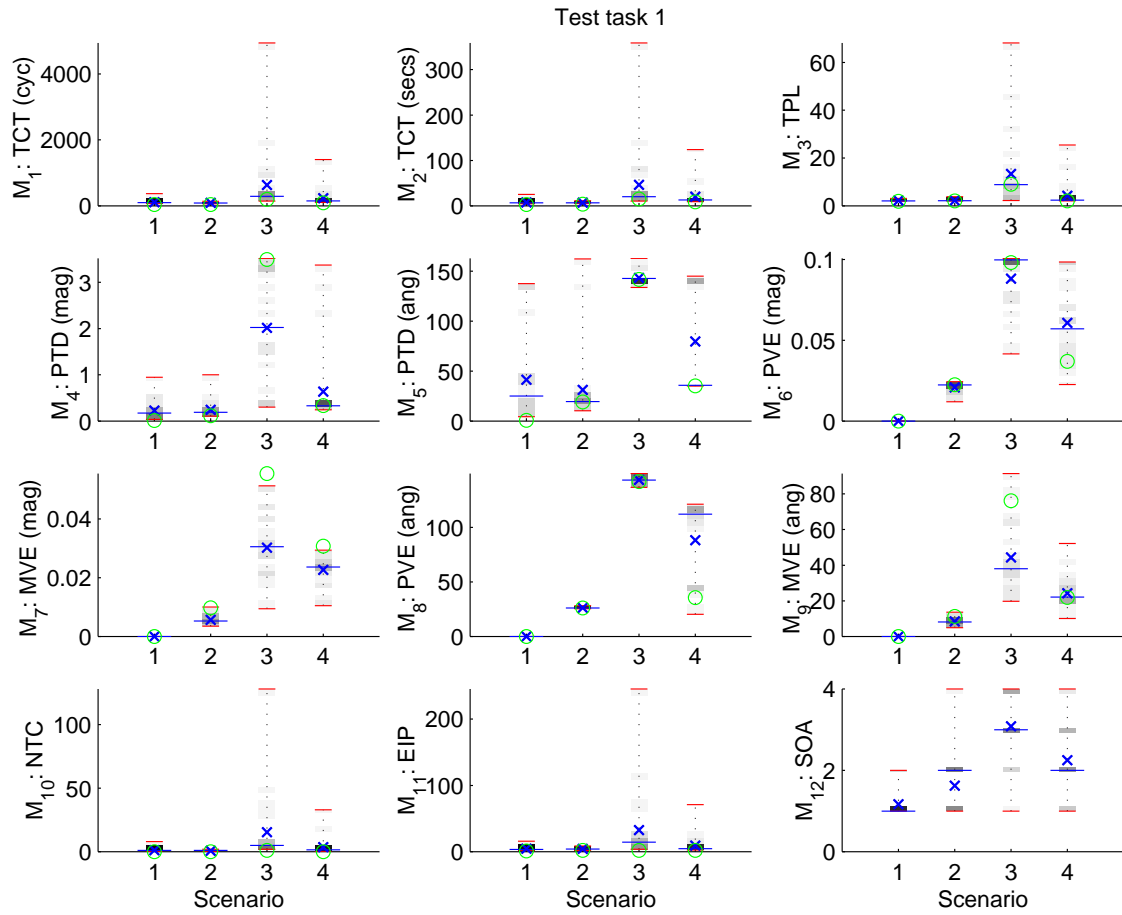 Test task 1
M1: TCT (cyc)
4000
2000
0
1 2 3 4
M2: TCT (secs)
300
200
100
0
1 2 3 4
M3: TPL
60
40
20
0
1 2 3 4
M4: PTD (mag)
3
2
1
0
1 2 3 4
M5: PTD (ang)
150
100
50
0
1 2 3 4
M6: PVE (mag)
0.1
0.05
0
1 2 3 4
M7: MVE (mag)
0.04
0.02
0
1 2 3 4
M8: PVE (ang)
100
50
0
1 2 3 4
M9: MVE (ang)
80
60
40
20
0
1 2 3 4
M10: NTC
100
50
0
1 2 3 4
Scenario
M11: EIP
200
100
0
1 2 3 4
Scenario
M12: SOA
4
2
0
1 2 3 4
Scenario